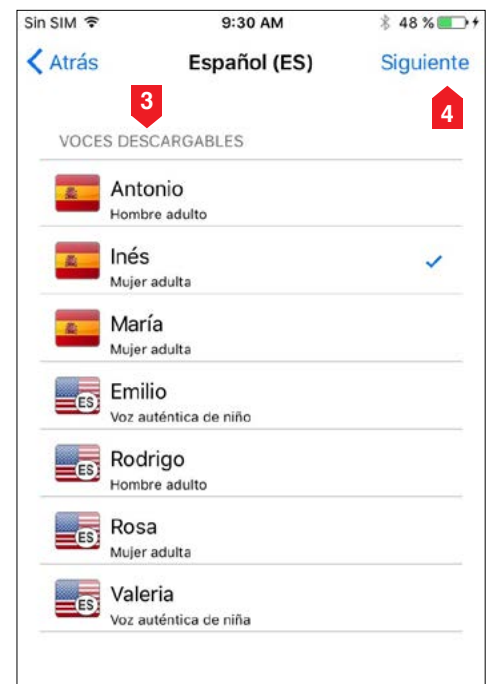 Sin SIM 9:30 AM 48 %
Atrás Español (ES) Siguiente
3
4
VOCES DESCARGABLES
Antonio
Hombre adulto
Inés
Mujer adulta
María
Mujer adulta
ES
Emilio
Voz auténtica de niño
ES
Rodrigo
Hombre adulto
ES
Rosa
Mujer adulta
ES
Valeria
Voz auténtica de niña